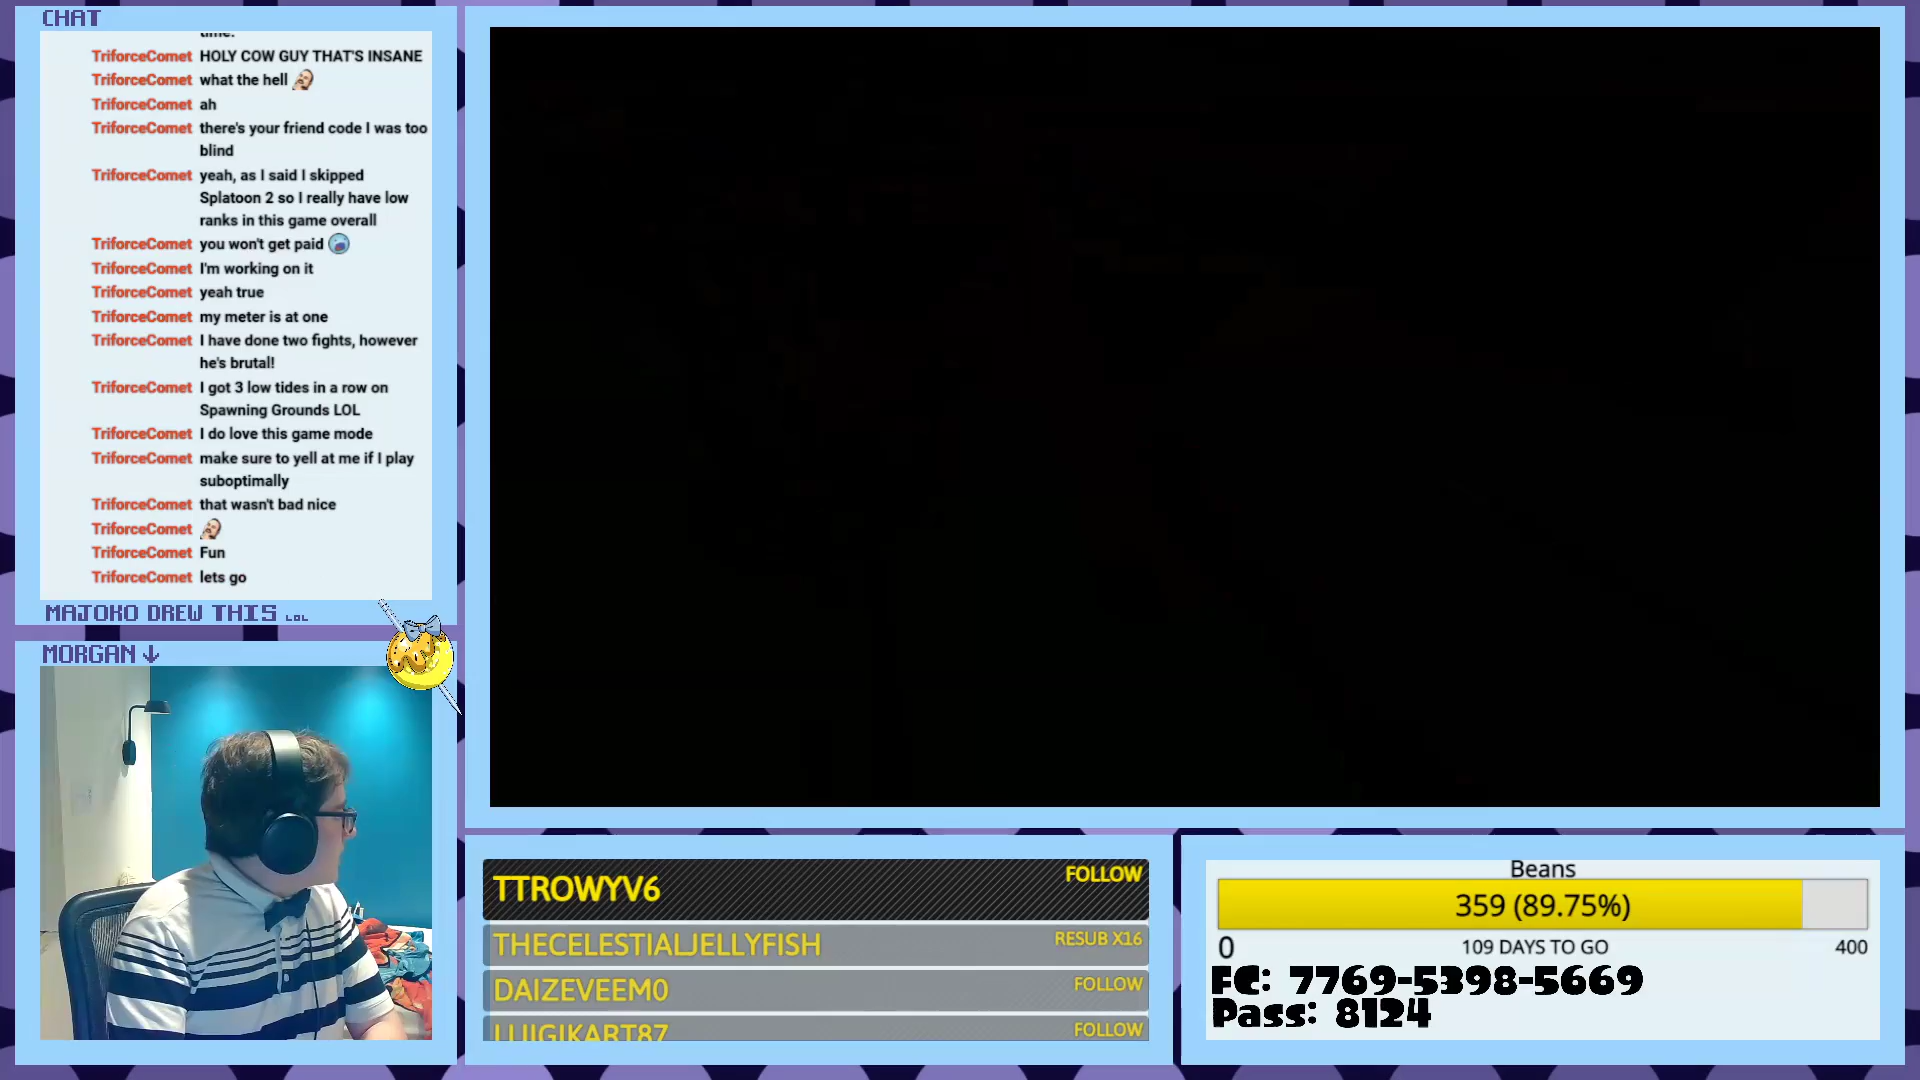 CHAT
time.
TriforceComet HOLY COW GUY THAT'S INSANE
TriforceComet what the hell
TriforceComet ah
TriforceComet there's your friend code I was too
blind
TriforceComet yeah, as I said I skipped
Splatoon 2 so I really have low
ranks in this game overall
TriforceComet you won't get paid
TriforceComet I'm working on it
TriforceComet yeah true
TriforceComet my meter is at one
TriforceComet I have done two fights, however
he's brutal!
TriforceComet I got 3 low tides in a row on
Spawning Grounds LOL
TriforceComet I do love this game mode
TriforceComet make sure to yell at me if I play
suboptimally
TriforceComet that wasn't bad nice
TriforceComet
TriforceComet Fun
TriforceComet lets go
MAJOKO DREW THIS LOL
MORGAN ↓
TTROWYV6 FOLLOW
THECELESTIALJELLYFISH RESUB X16
DAIZEVEEM0 FOLLOW
LUIGIKART87 FOLLOW
Beans
359 (89.75%)
0 109 DAYS TO GO 400
FC: 7769-5398-5669
Pass: 8124